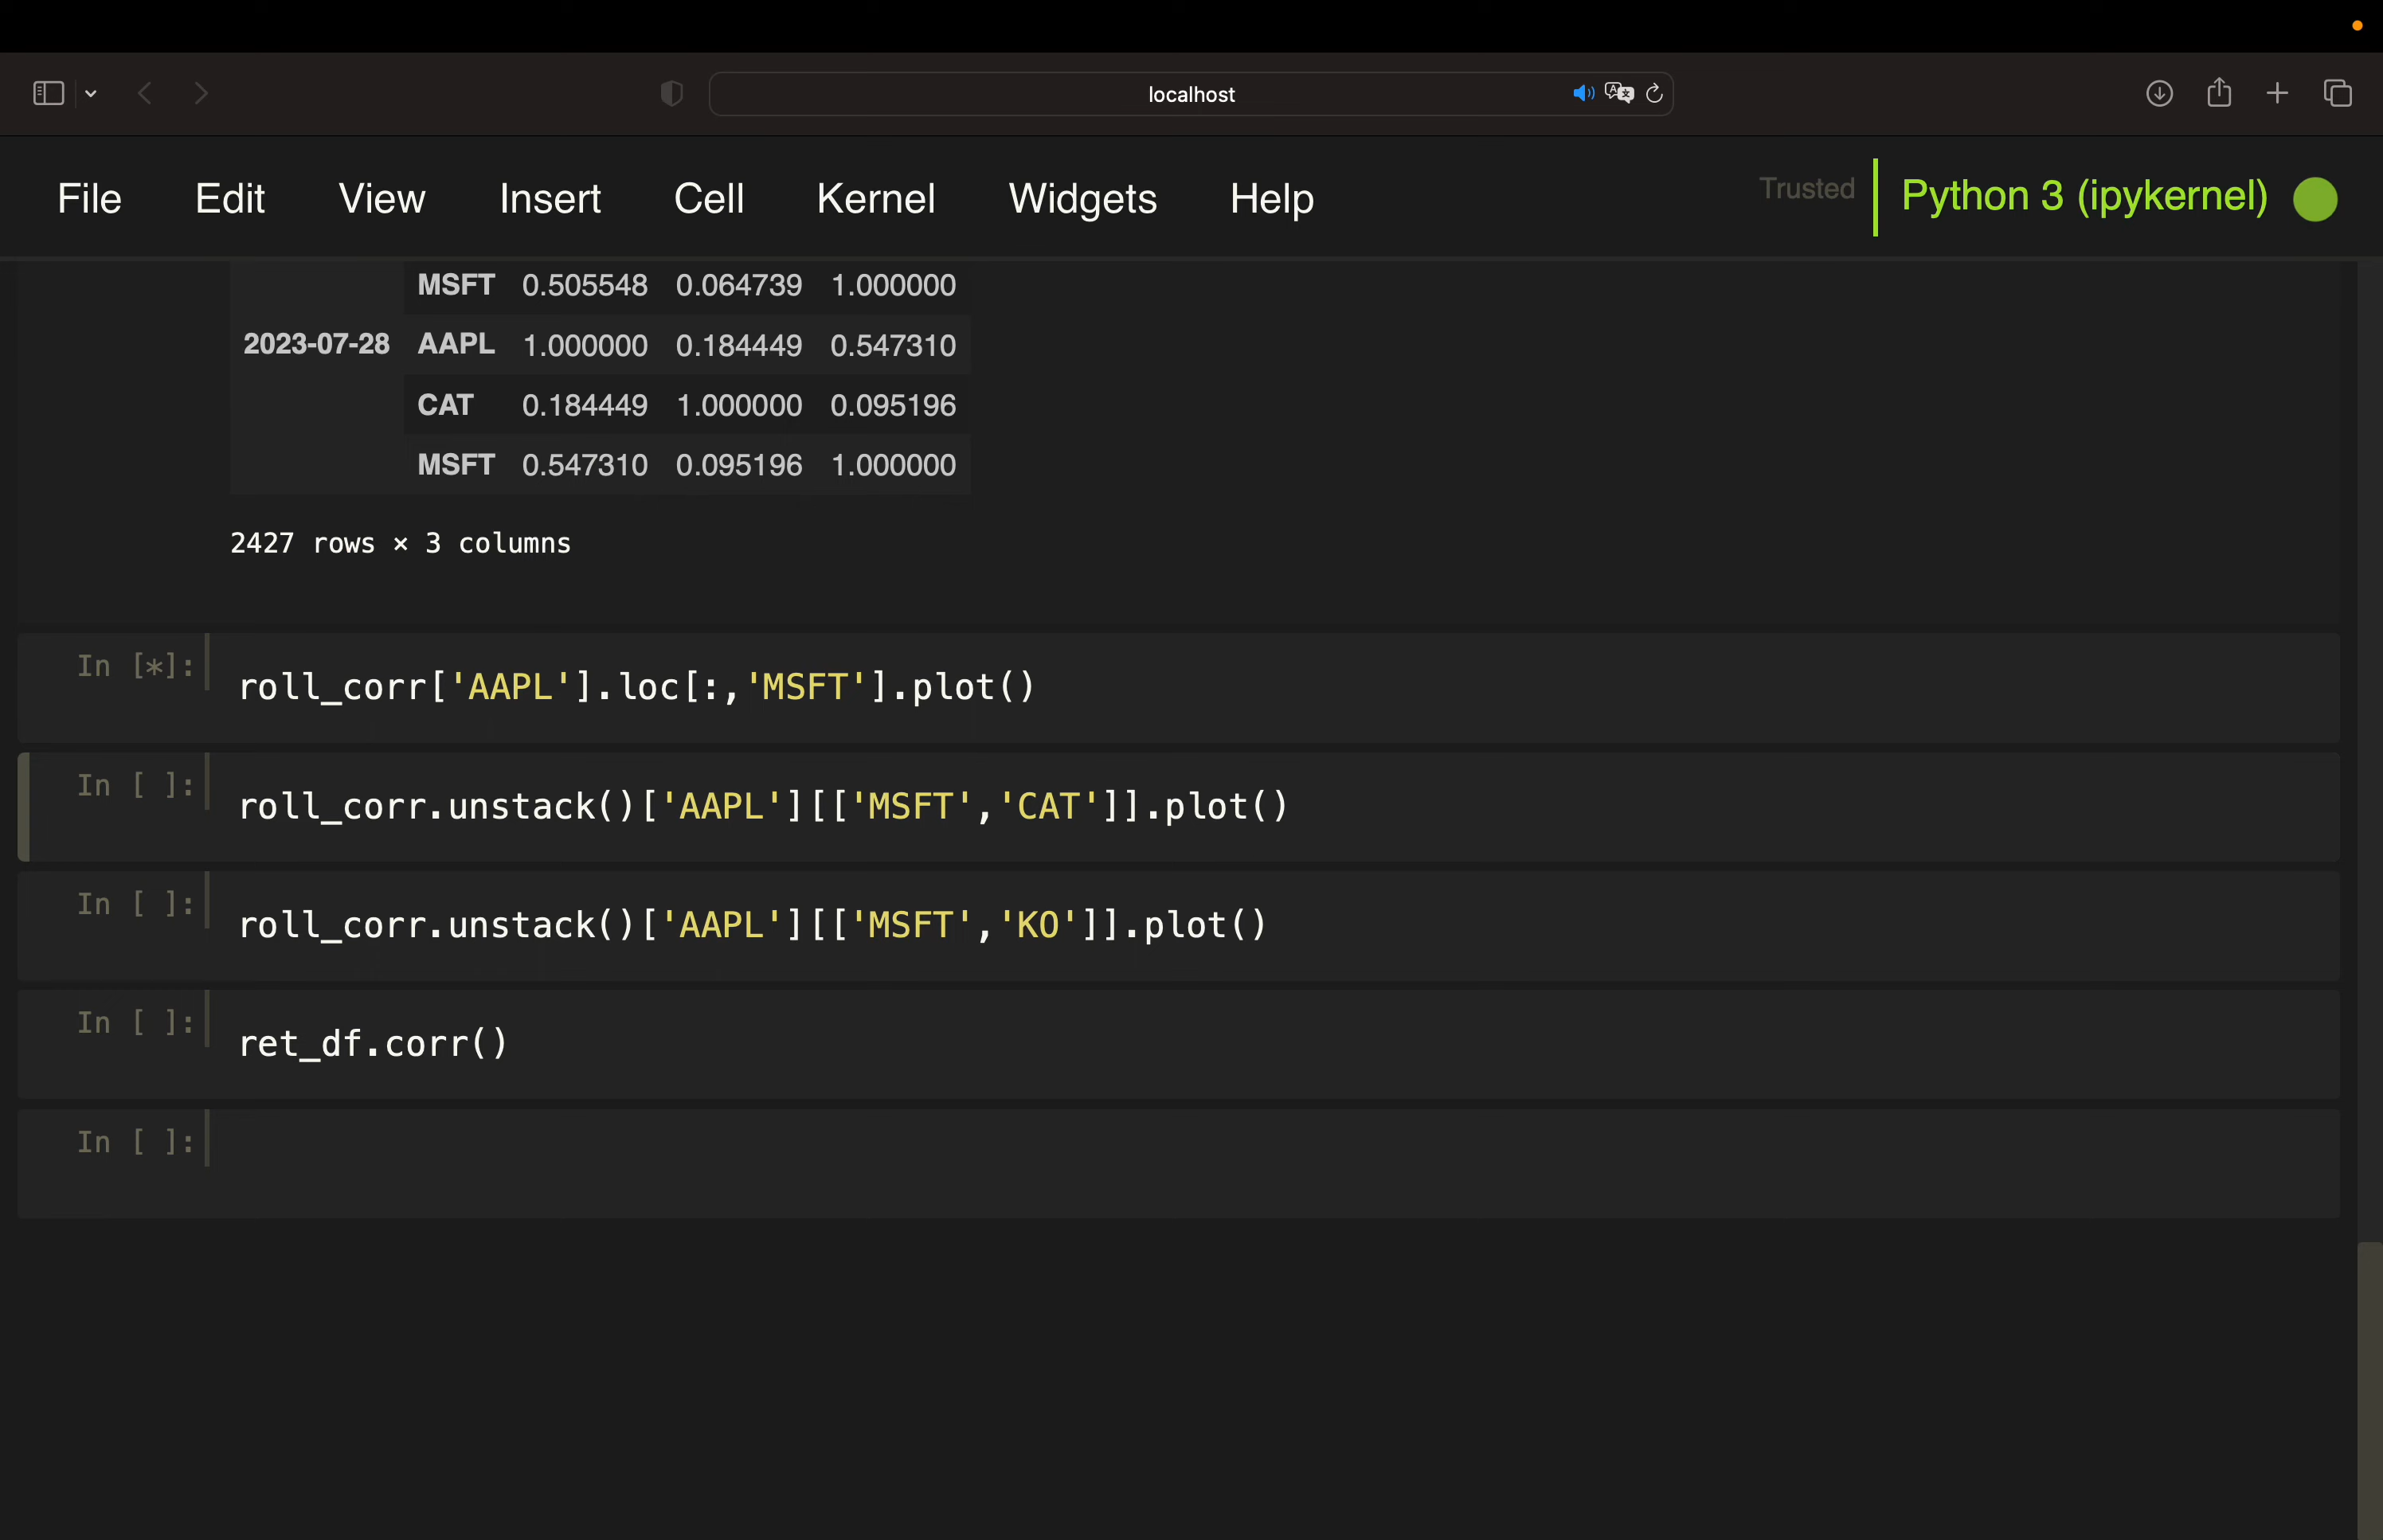 localhost
File Edit View Insert Cell Kernel Widgets Help Trusted Python 3 (ipykernel)
MSFT 0.505548 0.064739 1.000000
2023-07-28 AAPL 1.000000 0.184449 0.547310
CAT 0.184449 1.000000 0.095196
MSFT 0.547310 0.095196 1.000000
2427 rows × 3 columns
In [*]: roll_corr['AAPL'].loc[:,'MSFT'].plot()
In [ ]: roll_corr.unstack()['AAPL'][['MSFT','CAT']].plot()
In [ ]: roll_corr.unstack()['AAPL'][['MSFT','KO']].plot()
In [ ]: ret_df.corr()
In [ ]: